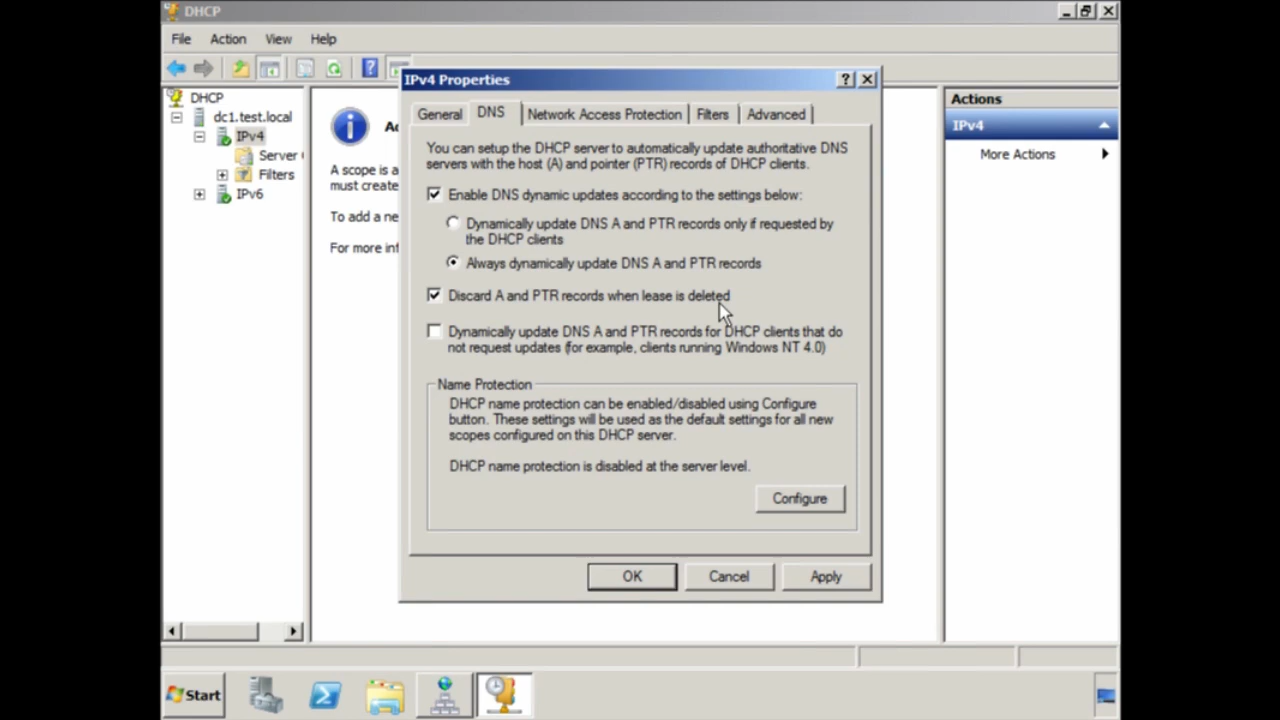 DHCP
File Action View Help
DHCP
dc1.test.local
IPv4
Server
Filters
IPv6
A scope is a
must create
To add a ne
For more inf
IPv4 Properties
General DNS Network Access Protection Filters Advanced
You can setup the DHCP server to automatically update authoritative DNS
servers with the host (A) and pointer (PTR) records of DHCP clients.
Enable DNS dynamic updates according to the settings below:
Dynamically update DNS A and PTR records only if requested by
the DHCP clients
Always dynamically update DNS A and PTR records
Discard A and PTR records when lease is deleted
Dynamically update DNS A and PTR records for DHCP clients that do
not request updates (for example, clients running Windows NT 4.0)
Name Protection
DHCP name protection can be enabled/disabled using Configure
button. These settings will be used as the default settings for all new
scopes configured on this DHCP server.
DHCP name protection is disabled at the server level.
Configure
OK Cancel Apply
Actions
IPv4
More Actions
Start